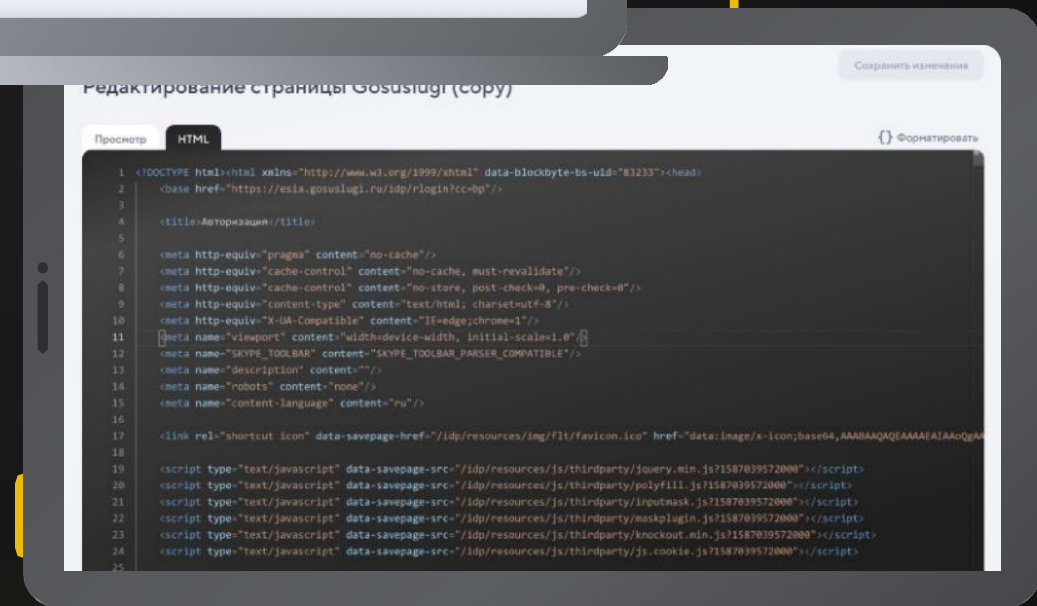 Сохранить изменения
Редактирование страницы Gosuslugi (copy)
Просмотр
HTML
{} Форматировать
1 <!DOCTYPE html><html xmlns="http://www.w3.org/1999/xhtml" data-blockbyte-bs-uid="83233"><head>
2 <base href="https://esia.gosuslugi.ru/idp/rlogin?cc=bp"/>
3
4 <title>Авторизация</title>
5
6 <meta http-equiv="pragma" content="no-cache"/>
7 <meta http-equiv="cache-control" content="no-cache, must-revalidate"/>
8 <meta http-equiv="cache-control" content="no-store, post-check=0, pre-check=0"/>
9 <meta http-equiv="content-type" content="text/html; charset=utf-8"/>
10 <meta http-equiv="X-UA-Compatible" content="IE=edge;chrome=1"/>
11 <meta name="viewport" content="width=device-width, initial-scale=1.0"/>
12 <meta name="SKYPE_TOOLBAR" content="SKYPE_TOOLBAR_PARSER_COMPATIBLE"/>
13 <meta name="description" content=""/>
14 <meta name="robots" content="none"/>
15 <meta name="content-language" content="ru"/>
16
17 <link rel="shortcut icon" data-savepage-href="/idp/resources/img/flt/favicon.ico" href="data:image/x-icon;base64,AAABAAQAQEAAAAEAIAAoQgAA
18
19 <script type="text/javascript" data-savepage-src="/idp/resources/js/thirdparty/jquery.min.js?1587039572000"></script>
20 <script type="text/javascript" data-savepage-src="/idp/resources/js/thirdparty/polyfill.js?1587039572000"></script>
21 <script type="text/javascript" data-savepage-src="/idp/resources/js/thirdparty/inputmask.js?1587039572000"></script>
22 <script type="text/javascript" data-savepage-src="/idp/resources/js/thirdparty/maskplugin.js?1587039572000"></script>
23 <script type="text/javascript" data-savepage-src="/idp/resources/js/thirdparty/knockout.min.js?1587039572000"></script>
24 <script type="text/javascript" data-savepage-src="/idp/resources/js/thirdparty/js.cookie.js?1587039572000"></script>
25